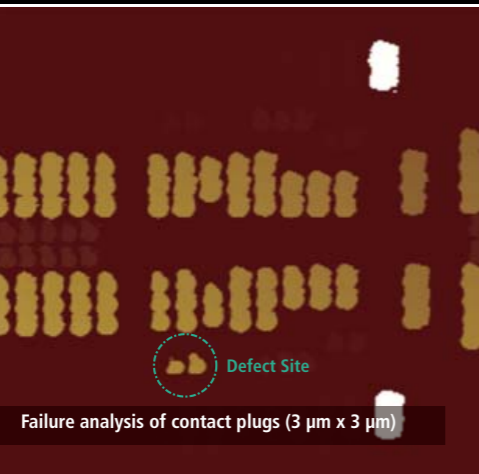 Defect Site
Failure analysis of contact plugs (3 μm x 3 μm)